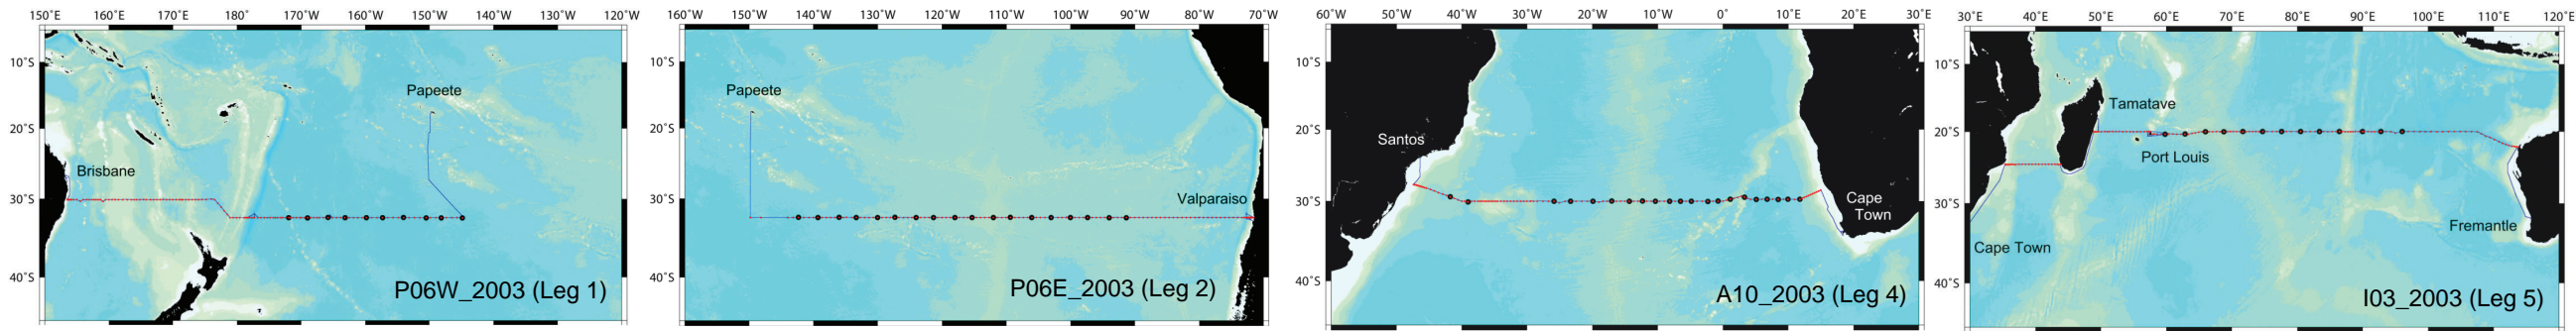 150°E 160°E 170°E 180° 170°W 160°W 150°W 140°W 130°W 120°W
10°S
Papeete
20°S
Brisbane
30°S
40°S
P06W_2003 (Leg 1)
160°W 150°W 140°W 130°W 120°W 110°W 100°W 90°W 80°W 70°W
10°S
Papeete
20°S
Valparaiso
30°S
40°S
P06E_2003 (Leg 2)
60°W 50°W 40°W 30°W 20°W 10°W 0° 10°E 20°E 30°E
10°S
20°S
Santos
30°S
Cape
Town
40°S
A10_2003 (Leg 4)
30°E 40°E 50°E 60°E 70°E 80°E 90°E 100°E 110°E 120°E
10°S
Tamatave
20°S
Port Louis
30°S
Fremantle
Cape Town
40°S
I03_2003 (Leg 5)